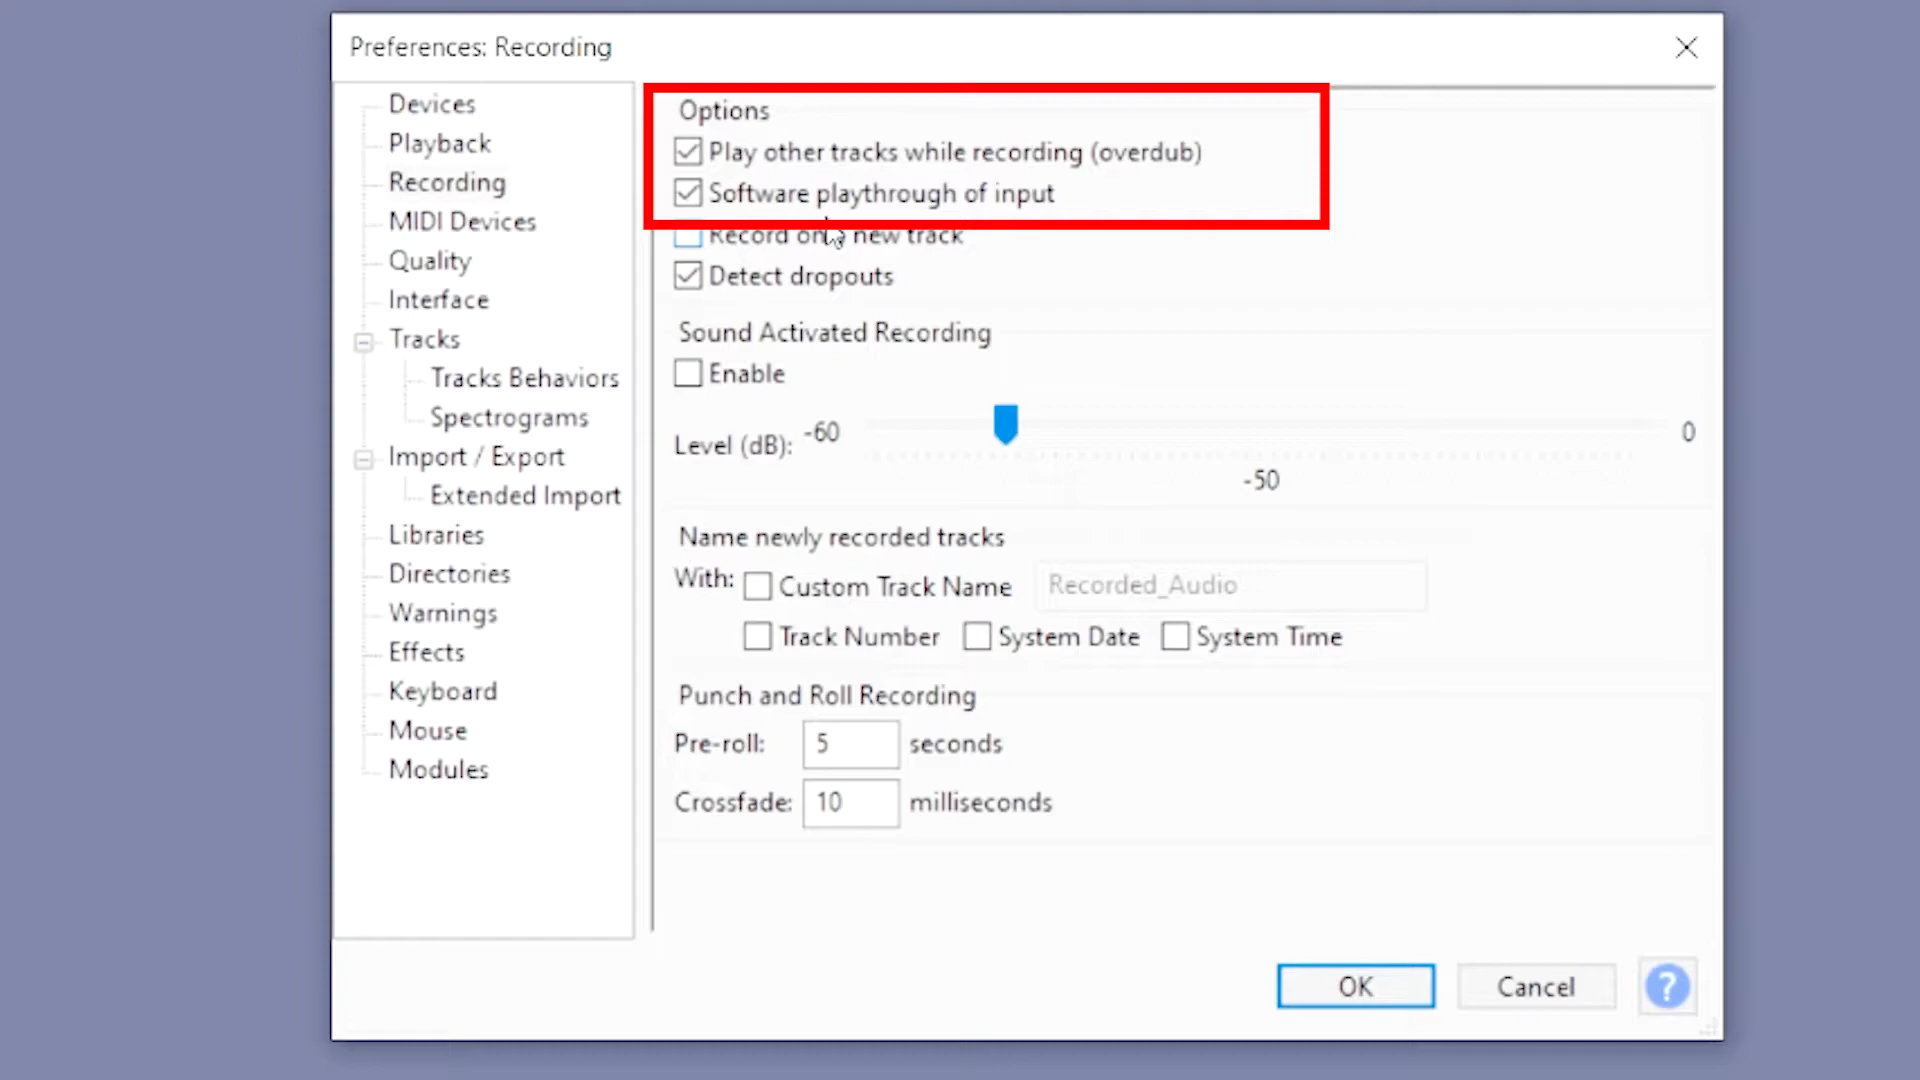 Preferences: Recording
Devices
Playback
Recording
MIDI Devices
Quality
Interface
Tracks
Tracks Behaviors
Spectrograms
Import / Export
Extended Import
Libraries
Directories
Warnings
Effects
Keyboard
Mouse
Modules
Options
Play other tracks while recording (overdub)
Software playthrough of input
Record on a new track
Detect dropouts
Sound Activated Recording
Enable
Level (dB): -60 0
-50
Name newly recorded tracks
With: Custom Track Name Recorded_Audio
Track Number System Date System Time
Punch and Roll Recording
Pre-roll: 5 seconds
Crossfade: 10 milliseconds
OK Cancel ?